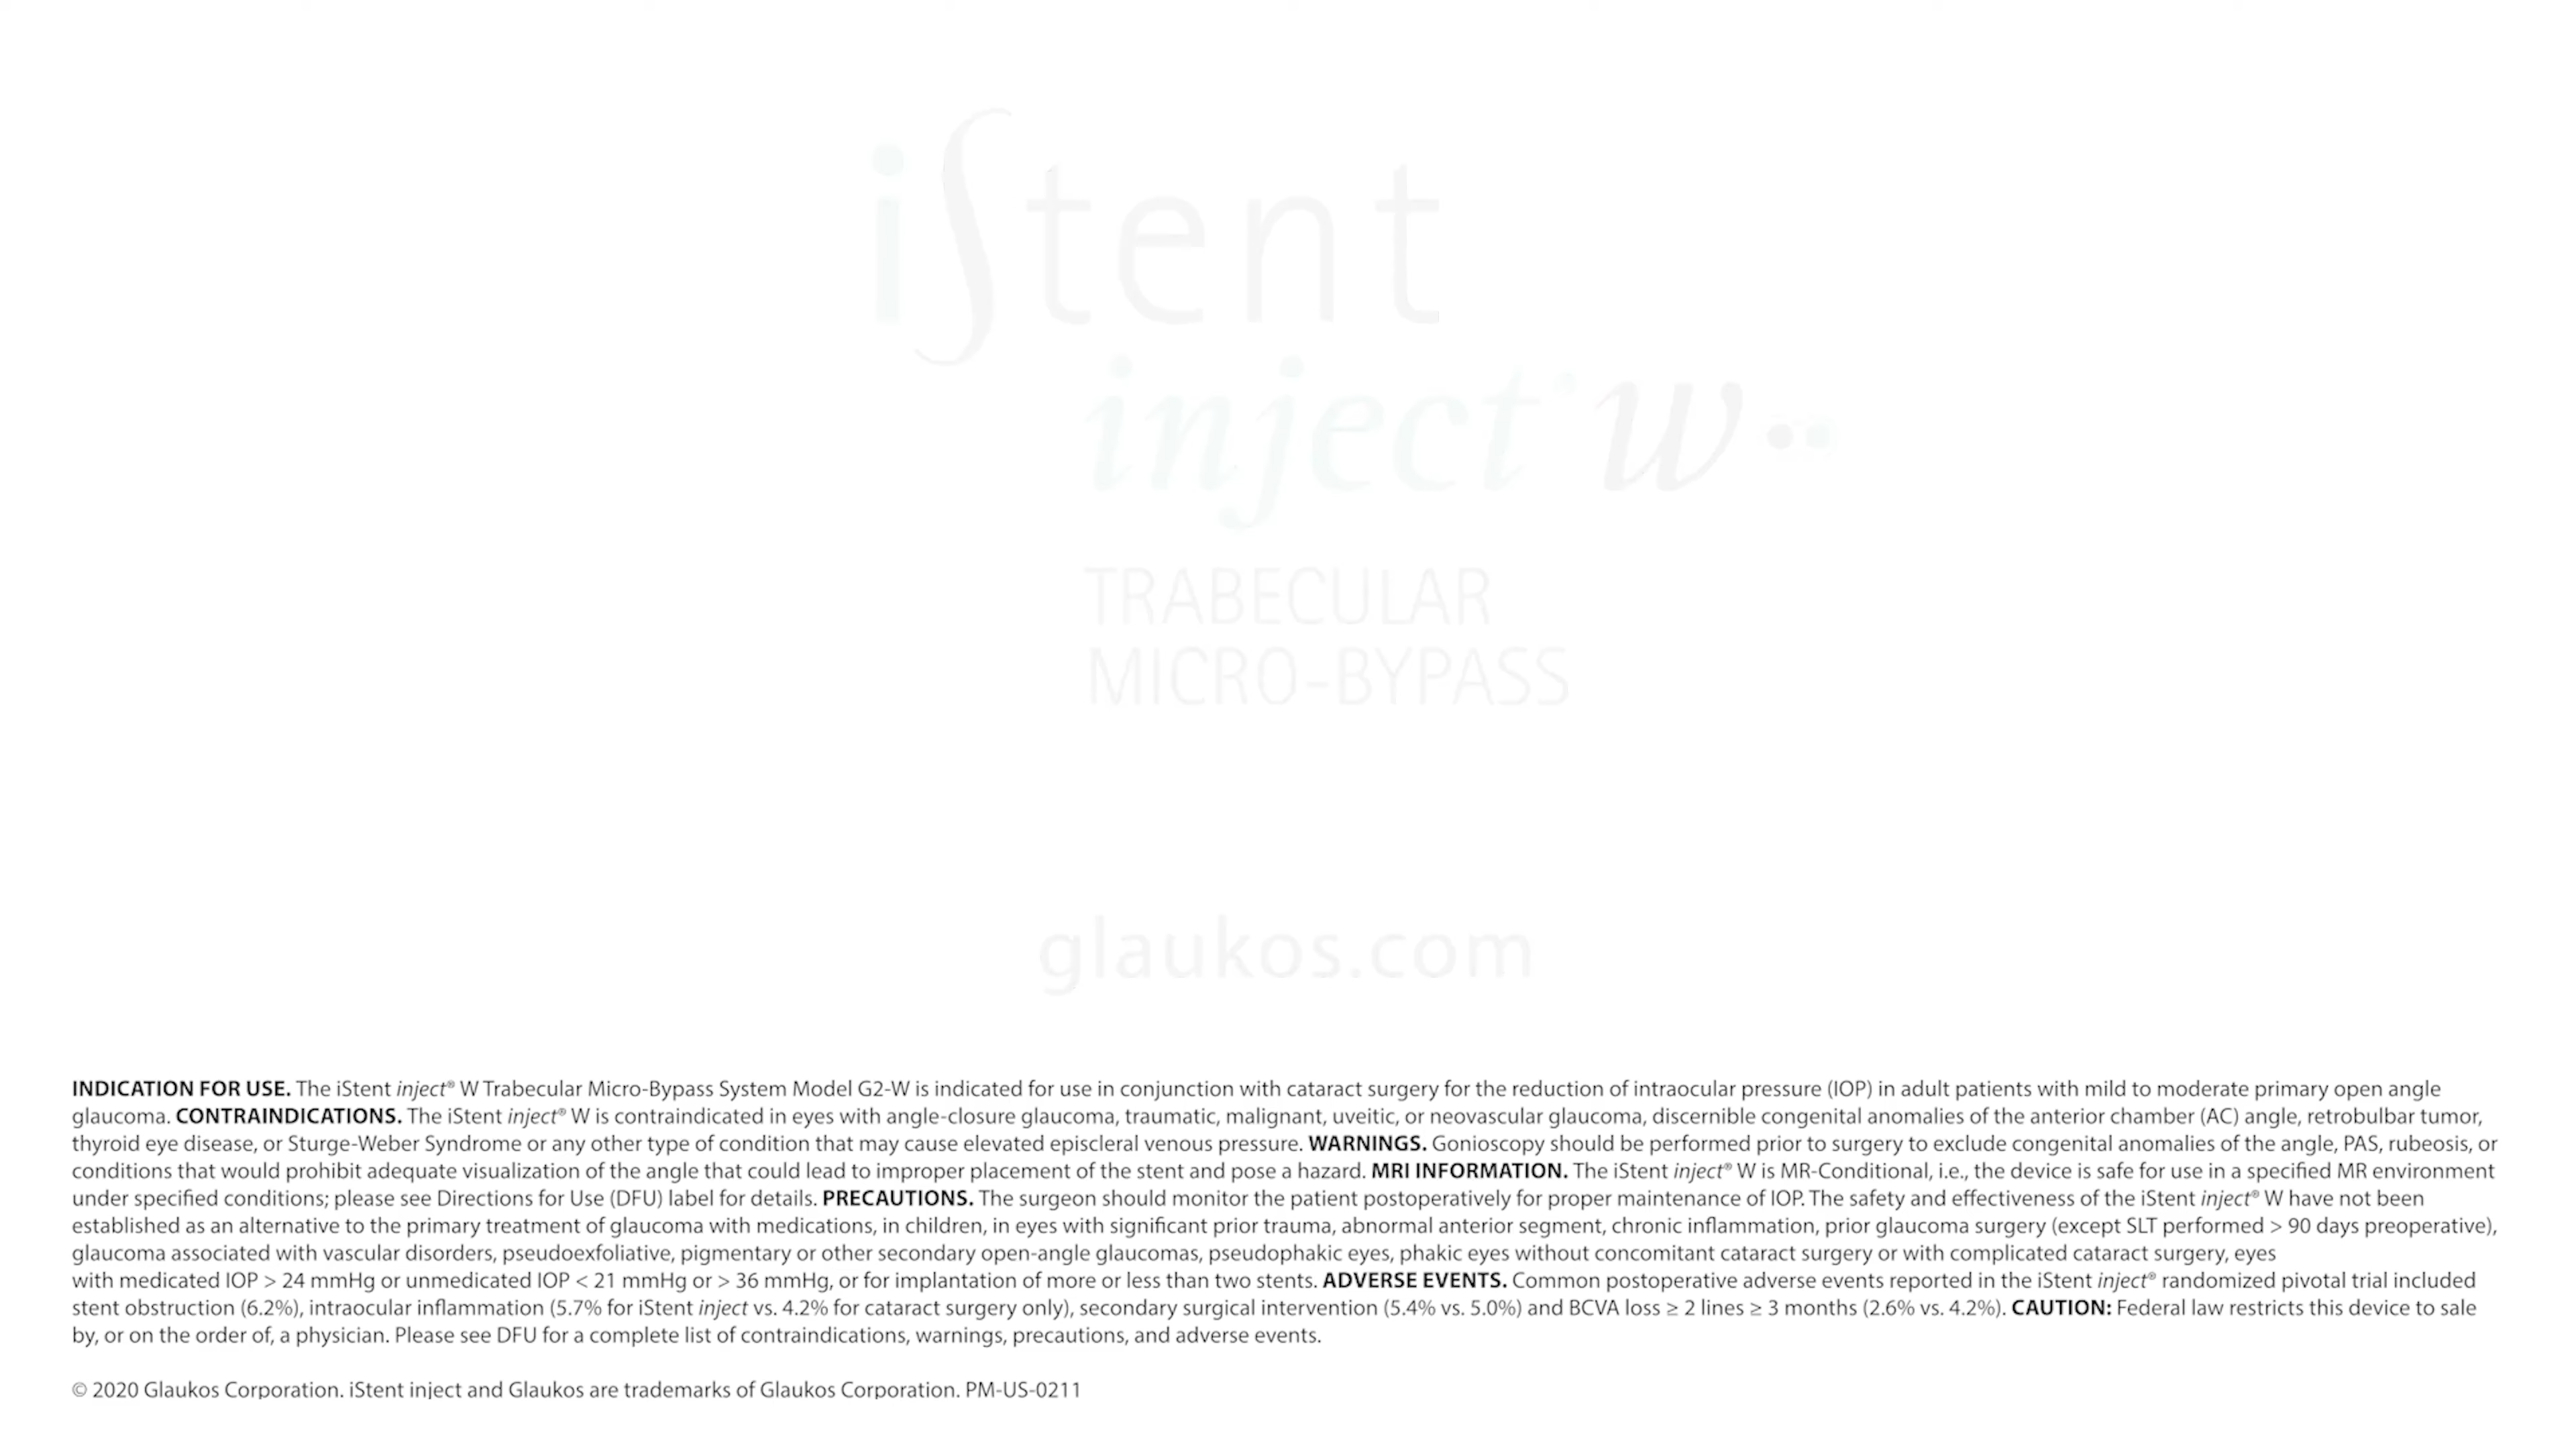 iStent
inject® W
TRABECULAR
MICRO-BYPASS
glaukos.com
INDICATION FOR USE. The iStent inject® W Trabecular Micro-Bypass System Model G2-W is indicated for use in conjunction with cataract surgery for the reduction of intraocular pressure (IOP) in adult patients with mild to moderate primary open angle
glaucoma. CONTRAINDICATIONS. The iStent inject® W is contraindicated in eyes with angle-closure glaucoma, traumatic, malignant, uveitic, or neovascular glaucoma, discernible congenital anomalies of the anterior chamber (AC) angle, retrobulbar tumor,
thyroid eye disease, or Sturge-Weber Syndrome or any other type of condition that may cause elevated episcleral venous pressure. WARNINGS. Gonioscopy should be performed prior to surgery to exclude congenital anomalies of the angle, PAS, rubeosis, or
conditions that would prohibit adequate visualization of the angle that could lead to improper placement of the stent and pose a hazard. MRI INFORMATION. The iStent inject® W is MR-Conditional, i.e., the device is safe for use in a specified MR environment
under specified conditions; please see Directions for Use (DFU) label for details. PRECAUTIONS. The surgeon should monitor the patient postoperatively for proper maintenance of IOP. The safety and effectiveness of the iStent inject® W have not been
established as an alternative to the primary treatment of glaucoma with medications, in children, in eyes with significant prior trauma, abnormal anterior segment, chronic inflammation, prior glaucoma surgery (except SLT performed > 90 days preoperative),
glaucoma associated with vascular disorders, pseudoexfoliative, pigmentary or other secondary open-angle glaucomas, pseudophakic eyes, phakic eyes without concomitant cataract surgery or with complicated cataract surgery, eyes
with medicated IOP > 24 mmHg or unmedicated IOP < 21 mmHg or > 36 mmHg, or for implantation of more or less than two stents. ADVERSE EVENTS. Common postoperative adverse events reported in the iStent inject® randomized pivotal trial included
stent obstruction (6.2%), intraocular inflammation (5.7% for iStent inject vs. 4.2% for cataract surgery only), secondary surgical intervention (5.4% vs. 5.0%) and BCVA loss ≥ 2 lines ≥ 3 months (2.6% vs. 4.2%). CAUTION: Federal law restricts this device to sale
by, or on the order of, a physician. Please see DFU for a complete list of contraindications, warnings, precautions, and adverse events.
© 2020 Glaukos Corporation. iStent inject and Glaukos are trademarks of Glaukos Corporation. PM-US-0211